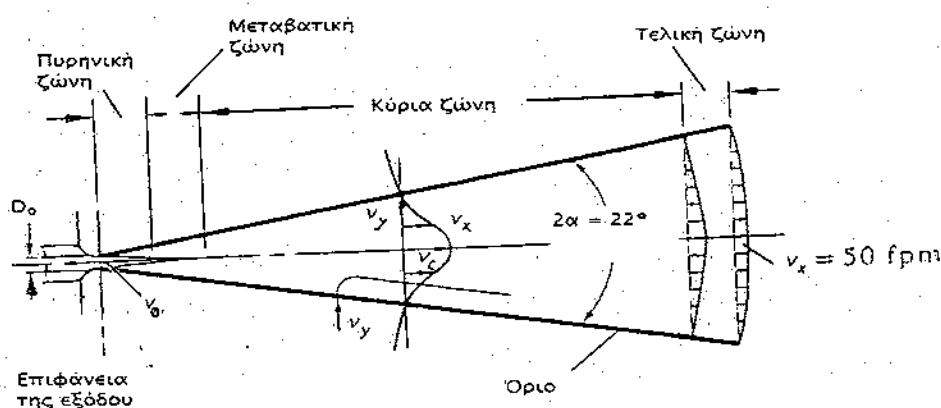 Μεταβατική
ζώνη
Πυρηνική
ζώνη
Τελική ζώνη
Κύρια ζώνη
D₀
v_y
v_x
v_c
2α = 22°
v_x = 50 fpm
v₀
v_y
Επιφάνεια
της εξόδου
Όριο